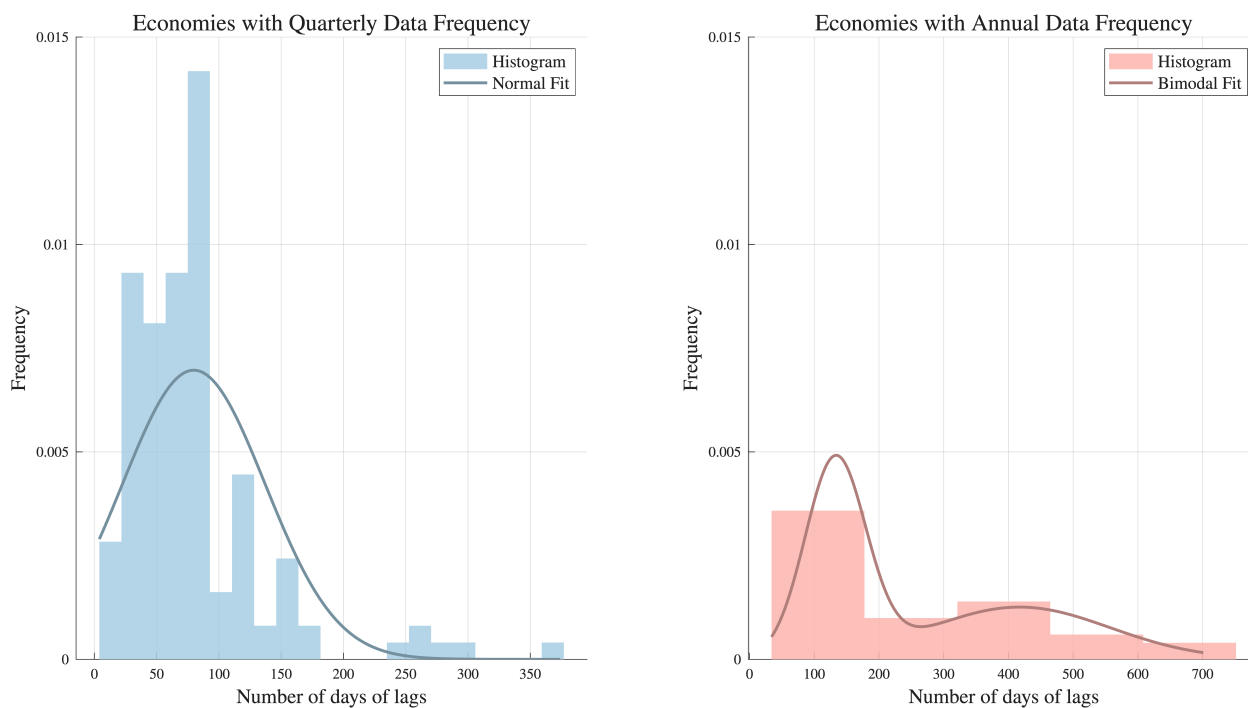 Economies with Quarterly Data Frequency
0.015
0.01
0.005
0
Frequency
Histogram
Normal Fit
0 50 100 150 200 250 300 350
Number of days of lags
Economies with Annual Data Frequency
0.015
0.01
0.005
0
Frequency
Histogram
Bimodal Fit
0 100 200 300 400 500 600 700
Number of days of lags